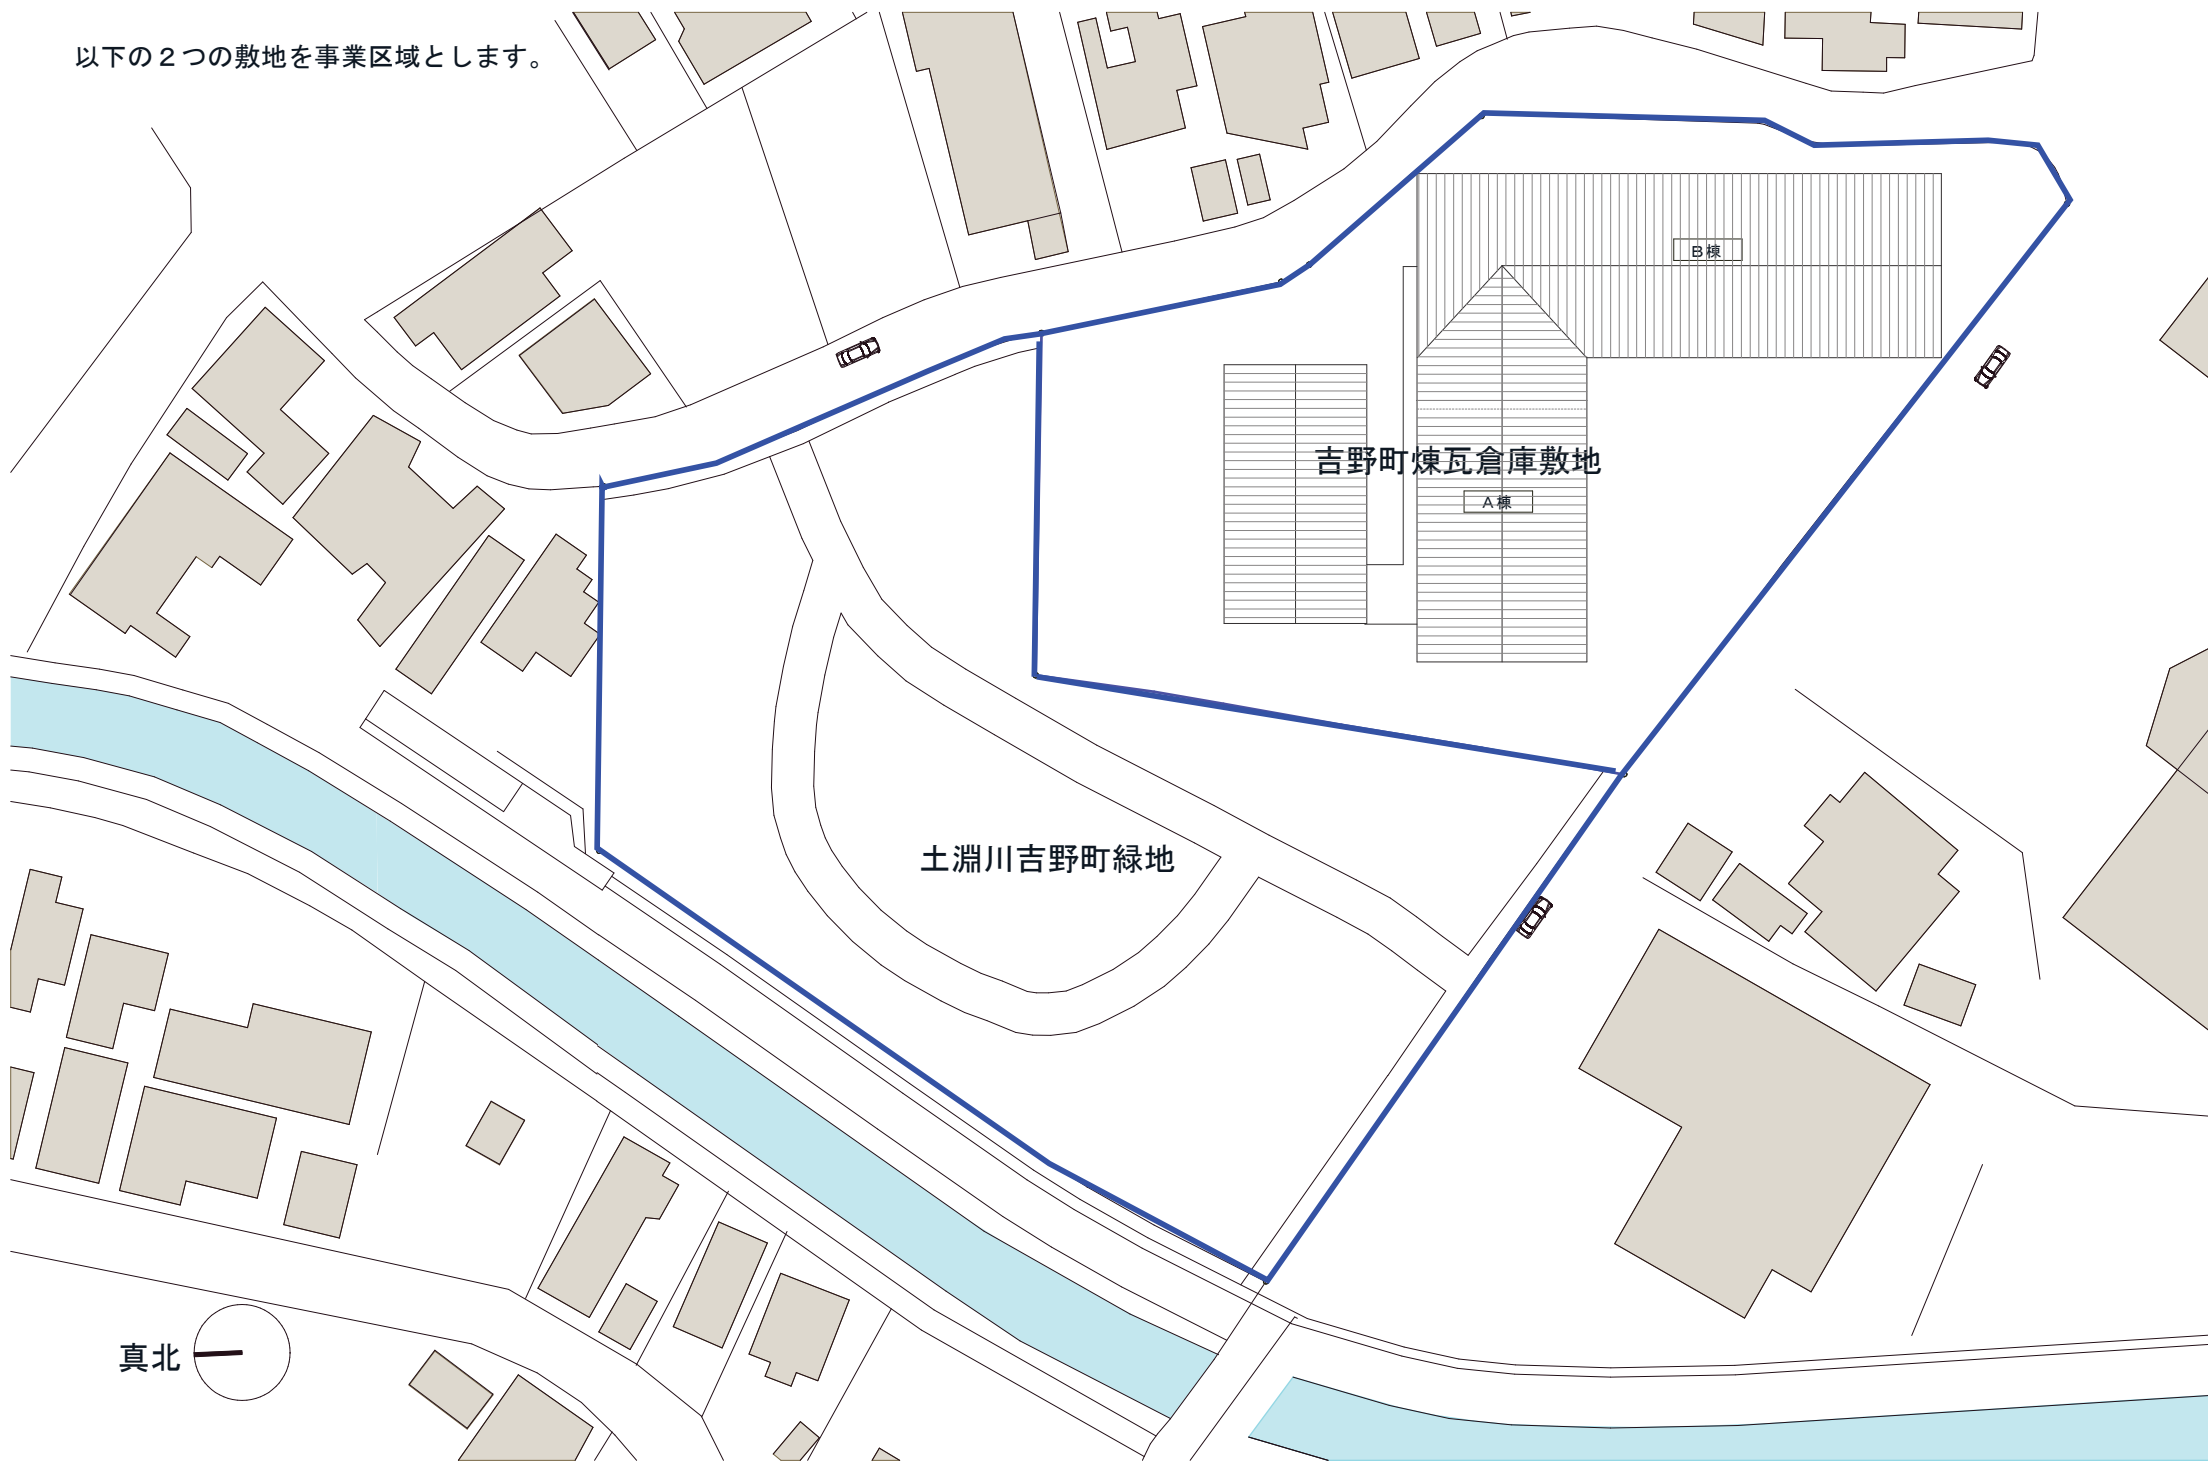 以下の２つの敷地を事業区域とします。
Ｂ棟
吉野町煉瓦倉庫敷地
Ａ棟
土淵川吉野町緑地
真北